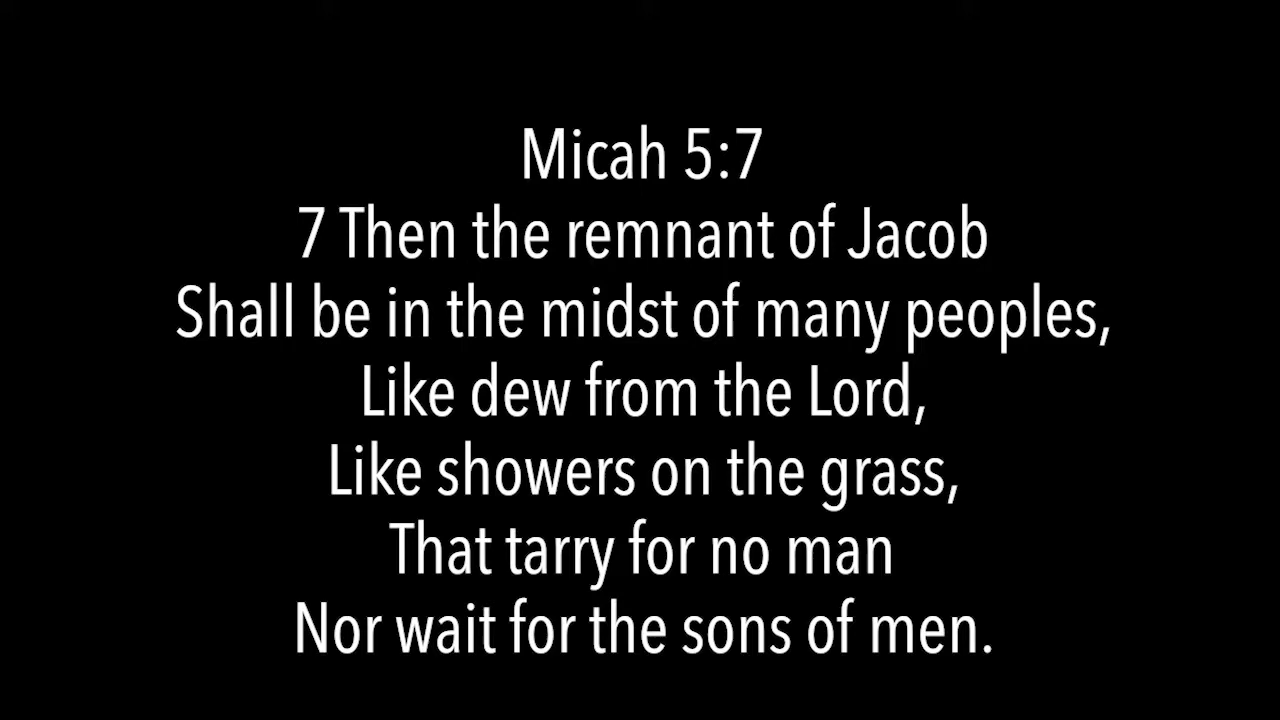 Micah 5:7
7 Then the remnant of Jacob
Shall be in the midst of many peoples,
Like dew from the Lord,
Like showers on the grass,
That tarry for no man
Nor wait for the sons of men.